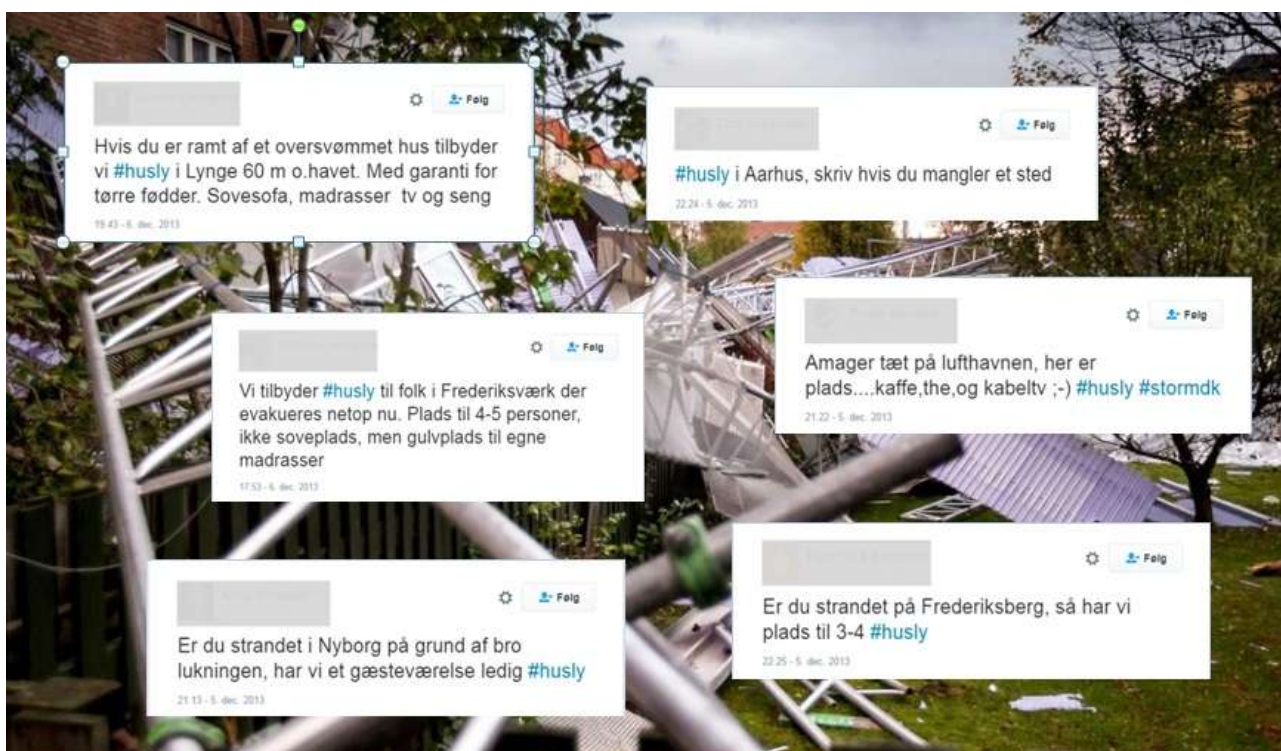 Følg
Hvis du er ramt af et oversvømmet hus tilbyder
vi #husly i Lynge 60 m o.havet. Med garanti for
tørre fødder. Sovesofa, madrasser tv og seng
19:43 - 6. dec. 2013
Følg
#husly i Aarhus, skriv hvis du mangler et sted
22:24 - 5. dec. 2013
Følg
Vi tilbyder #husly til folk i Frederiksværk der
evakueres netop nu. Plads til 4-5 personer,
ikke soveplads, men gulvplads til egne
madrasser
17:53 - 6. dec. 2013
Følg
Amager tæt på lufthavnen, her er
plads....kaffe,the,og kabeltv ;-) #husly #stormdk
21:22 - 5. dec. 2013
Følg
Er du strandet i Nyborg på grund af bro
lukningen, har vi et gæsteværelse ledig #husly
21:13 - 5. dec. 2013
Følg
Er du strandet på Frederiksberg, så har vi
plads til 3-4 #husly
22:25 - 5. dec. 2013